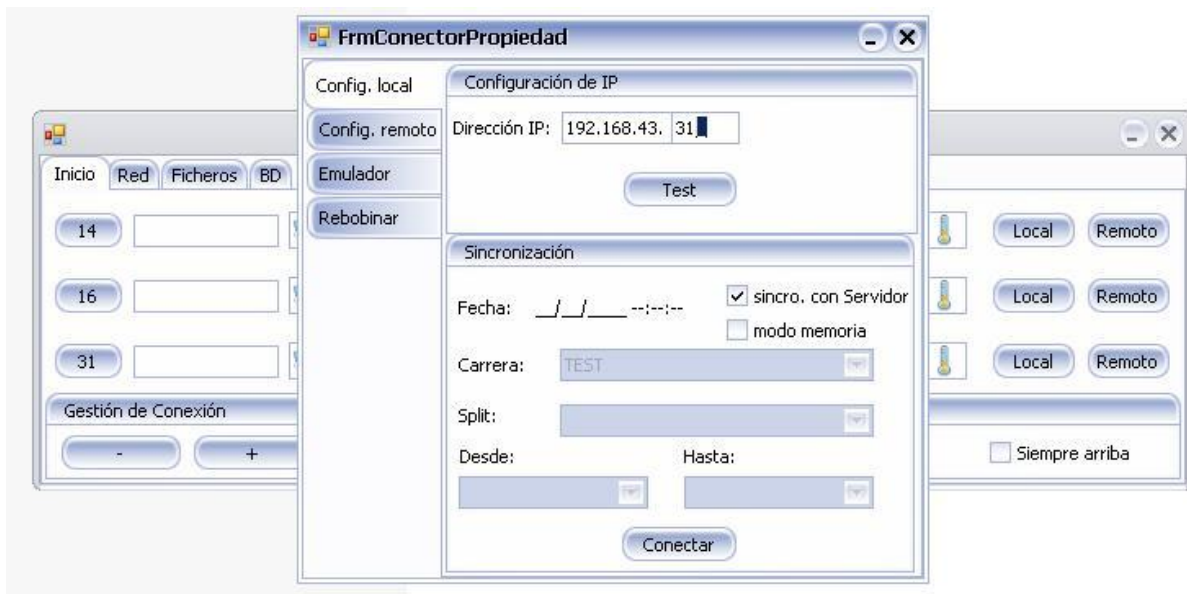 FrmConectorPropiedad
Config. local
Config. remoto
Emulador
Rebobinar
Configuración de IP
Dirección IP: 192.168.43. 31
Test
Sincronización
Fecha: __/__/____ --:--:--
sincro. con Servidor
modo memoria
Carrera: TEST
Split:
Desde: Hasta:
Conectar
Inicio Red Ficheros BD
14 Local Remoto
16 Local Remoto
31 Local Remoto
Gestión de Conexión
- + Siempre arriba